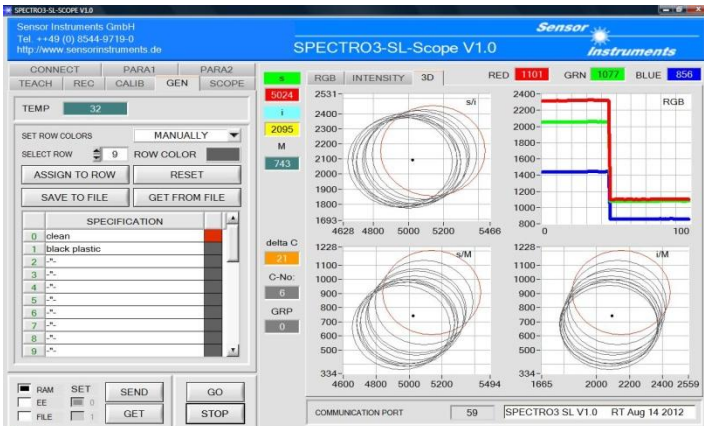 SPECTRO3-SL-SCOPE V1.0
Sensor Instruments GmbH
Tel. ++49 (0) 8544-9719-0
http://www.sensorinstruments.de
SPECTRO3-SL-Scope V1.0
Sensor
Instruments
CONNECT PARA1 PARA2
TEACH REC CALIB GEN SCOPE
TEMP 32
SET ROW COLORS MANUALLY
SELECT ROW 9 ROW COLOR
ASSIGN TO ROW RESET
SAVE TO FILE GET FROM FILE
SPECIFICATION
0 clean
1 black plastic
2 -"-
3 -"-
4 -"-
5 -"-
6 -"-
7 -"-
8 -"-
9 -"-
RAM SET
EE 0
FILE 1
SEND GO
GET STOP
s
5024
i
2095
M
743
delta C
21
C-No:
6
GRP
0
RGB INTENSITY 3D
RED 1101 GRN 1077 BLUE 856
s/i
2531-
2400-
2300-
2200-
2100-
2000-
1900-
1800-
1693-
4628 4800 5000 5200 5466
RGB
2400-
2200-
2000-
1800-
1600-
1400-
1200-
1000-
800-
0 100
s/M
1228-
1100-
1000-
900-
800-
700-
600-
500-
334-
4600 4800 5000 5200 5494
i/M
1228-
1100-
1000-
900-
800-
700-
600-
500-
334-
1665 2000 2200 2400 2559
COMMUNICATION PORT 59 SPECTRO3 SL V1.0 RT Aug 14 2012